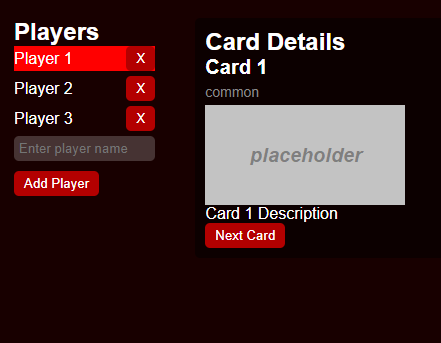 Players
Player 1 X
Player 2 X
Player 3 X
Enter player name
Add Player
Card Details
Card 1
common
placeholder
Card 1 Description
Next Card